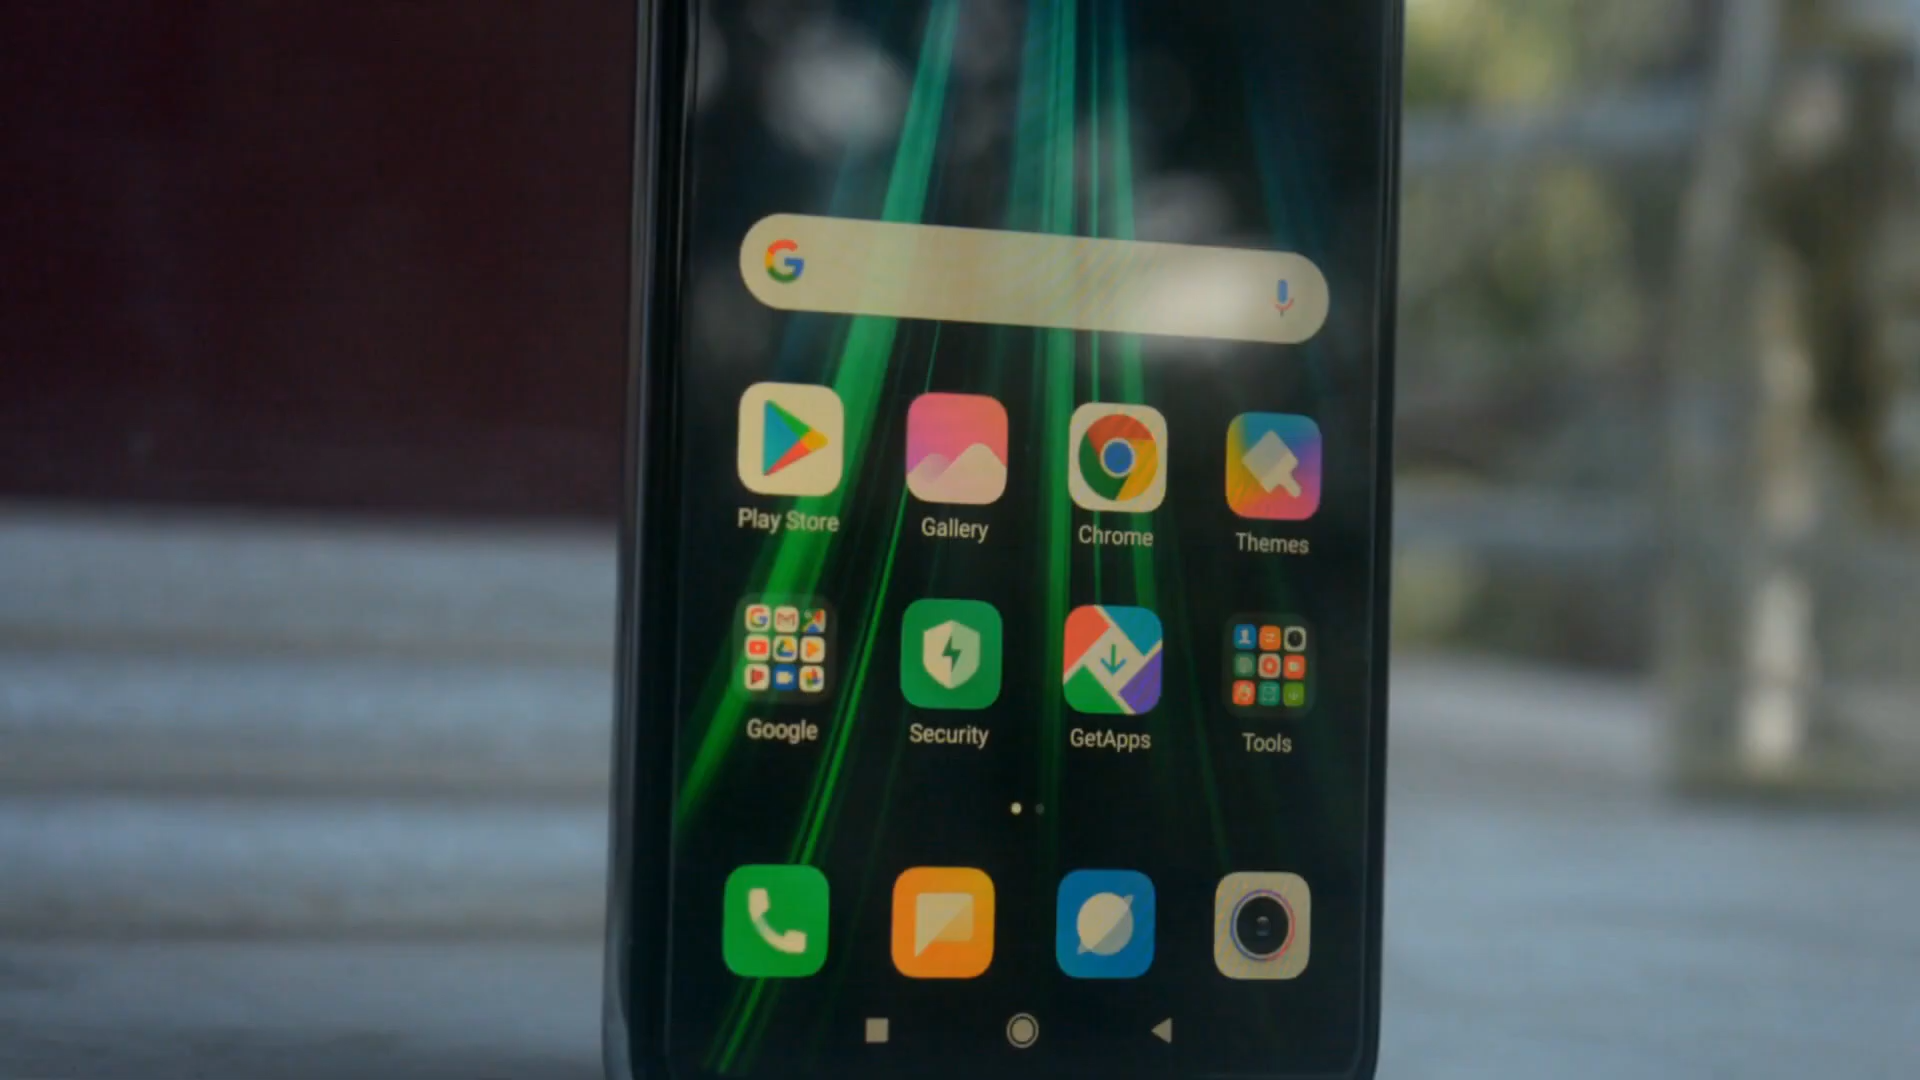 Play Store
Gallery
Chrome
Themes
Google
Security
GetApps
Tools